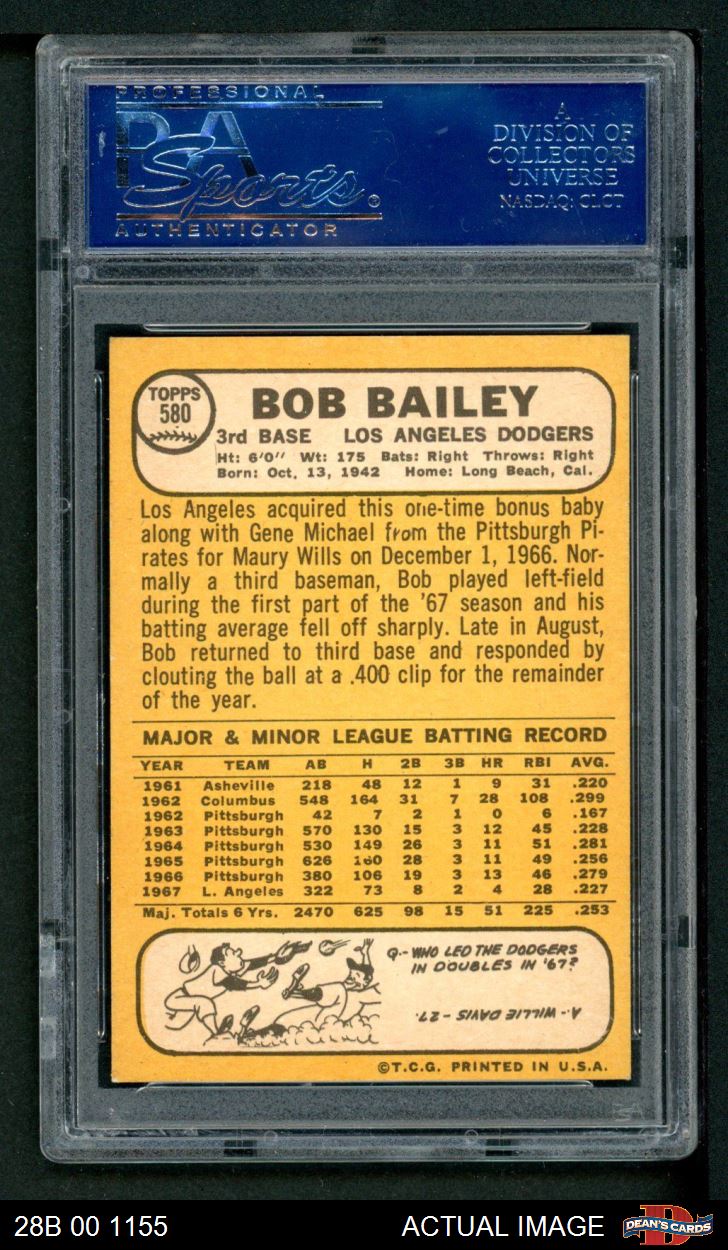 PROFESSIONAL
PSA
Sports®
AUTHENTICATOR
A
DIVISION OF
COLLECTORS
UNIVERSE
NASDAQ: CLCT
TOPPS
580
BOB BAILEY
3rd BASE LOS ANGELES DODGERS
Ht: 6'0" Wt: 175 Bats: Right Throws: Right
Born: Oct. 13, 1942 Home: Long Beach, Cal.
Los Angeles acquired this one-time bonus baby
along with Gene Michael from the Pittsburgh Pi-
rates for Maury Wills on December 1, 1966. Nor-
mally a third baseman, Bob played left-field
during the first part of the '67 season and his
batting average fell off sharply. Late in August,
Bob returned to third base and responded by
clouting the ball at a .400 clip for the remainder
of the year.
MAJOR & MINOR LEAGUE BATTING RECORD
YEAR TEAM AB H 2B 3B HR RBI AVG.
1961 Asheville 218 48 12 1 9 31 .220
1962 Columbus 548 164 31 7 28 108 .299
1962 Pittsburgh 42 7 2 1 0 6 .167
1963 Pittsburgh 570 130 15 3 12 45 .228
1964 Pittsburgh 530 149 26 3 11 51 .281
1965 Pittsburgh 626 160 28 3 11 49 .256
1966 Pittsburgh 380 106 19 3 13 46 .279
1967 L. Angeles 322 73 8 2 4 28 .227
Maj. Totals 6 Yrs. 2470 625 98 15 51 225 .253
Q.- WHO LED THE DODGERS
IN DOUBLES IN '67?
A.- WILLIE DAVIS - 27.
©T.C.G. PRINTED IN U.S.A.
28B 00 1155
ACTUAL IMAGE
D
DEAN'S CARDS